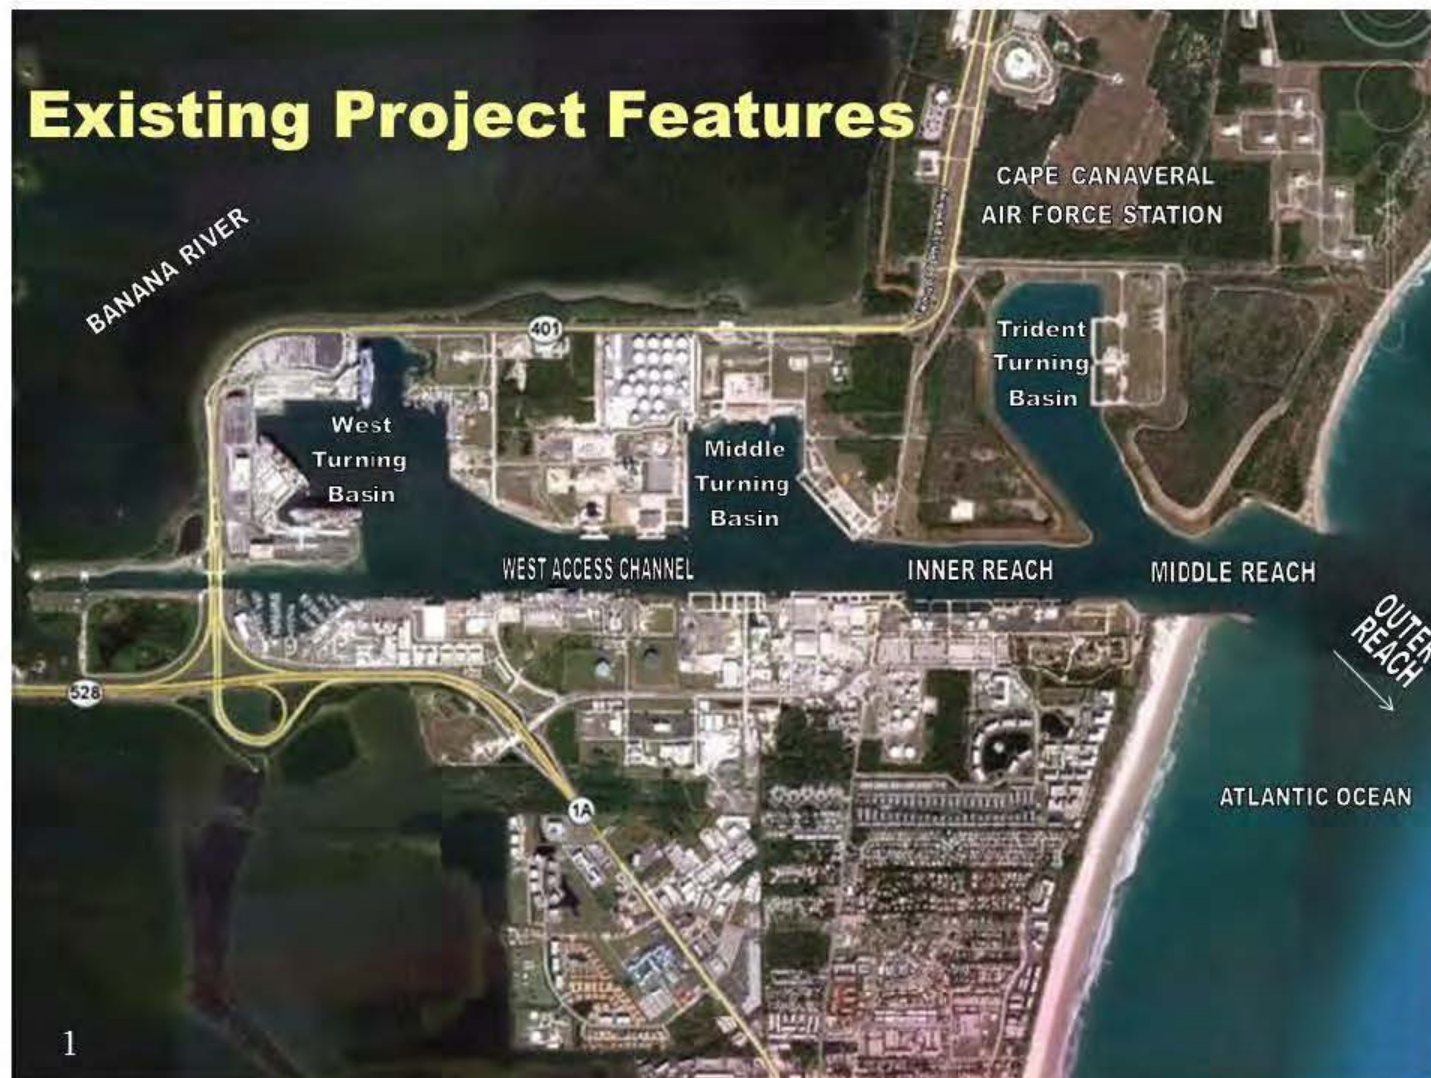 Existing Project Features
CAPE CANAVERAL
AIR FORCE STATION
BANANA RIVER
401
Trident
Turning
Basin
West
Turning
Basin
Middle
Turning
Basin
WEST ACCESS CHANNEL
INNER REACH
MIDDLE REACH
OUTER
REACH
528
ATLANTIC OCEAN
1A
1